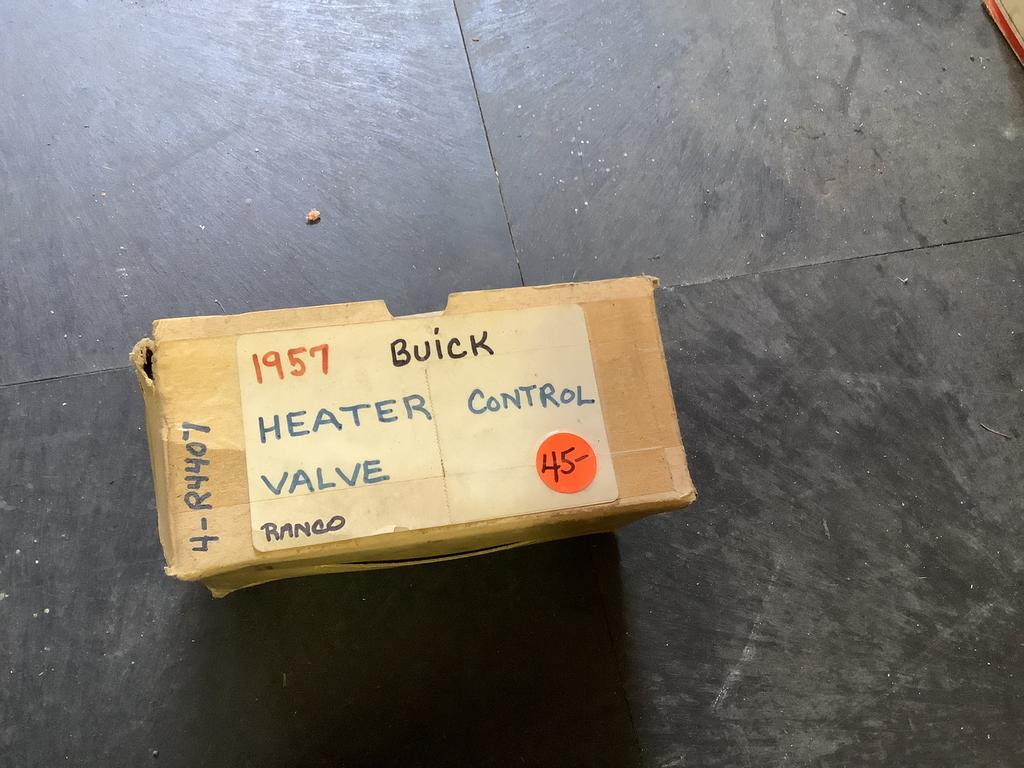 1957 BUiCK
HEATER CONTROL
VALVE
45-
RANCO
4-R4407